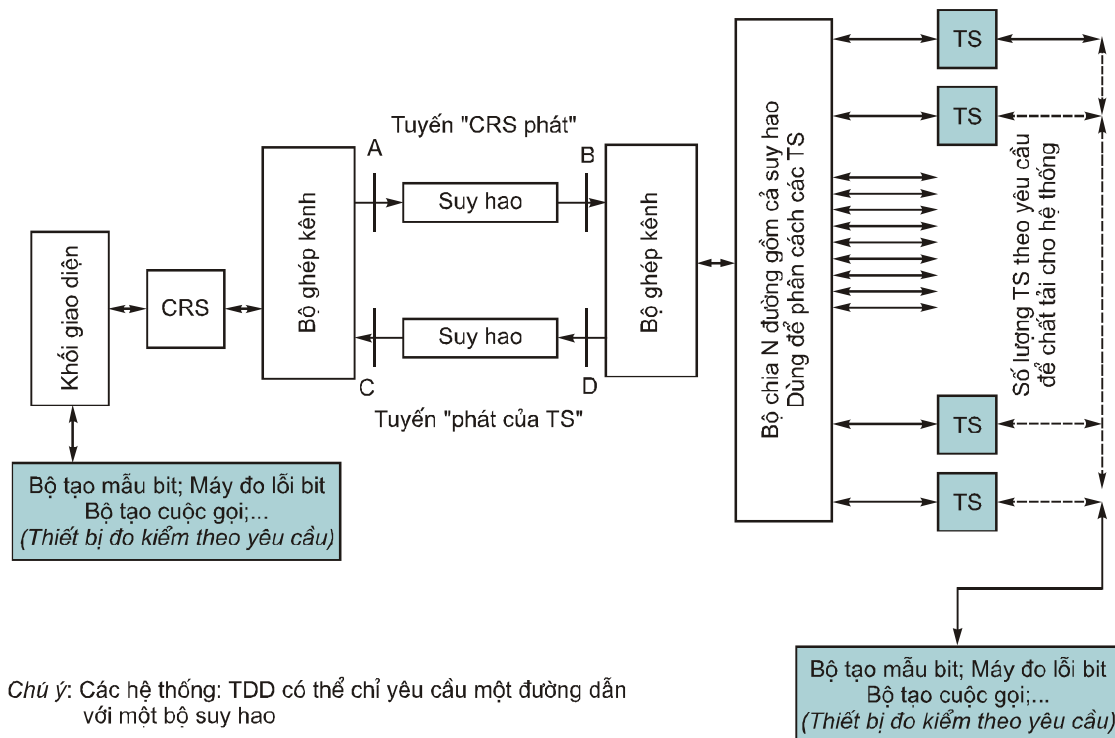 TS
TS
Tuyến "CRS phát"
A
B
Suy hao
Bộ ghép kênh
Bộ ghép kênh
Bộ chia N đường gồm cả suy hao
Dùng để phân cách các TS
Số lượng TS theo yêu cầu
để chất tải cho hệ thống
Khối giao diện
CRS
Suy hao
C
D
Tuyến "phát của TS"
TS
TS
Bộ tạo mẫu bit; Máy đo lỗi bit
Bộ tạo cuộc gọi;...
(Thiết bị đo kiểm theo yêu cầu)
Bộ tạo mẫu bit; Máy đo lỗi bit
Bộ tạo cuộc gọi;...
(Thiết bị đo kiểm theo yêu cầu)
Chú ý: Các hệ thống: TDD có thể chỉ yêu cầu một đường dẫn
với một bộ suy hao